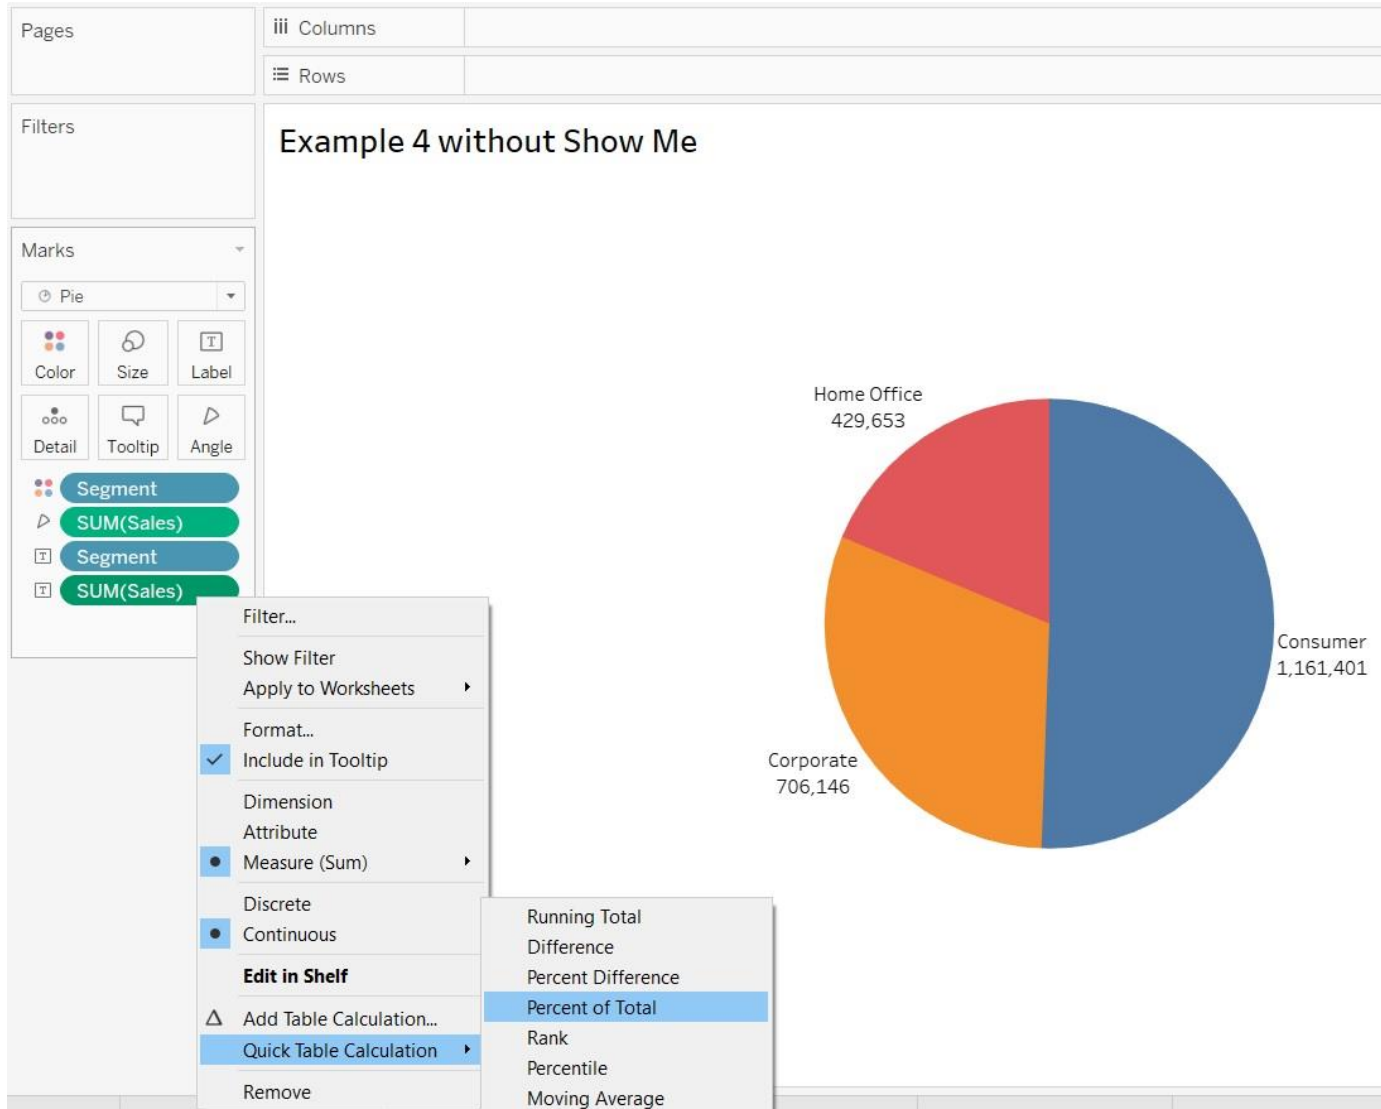 Pages
iii Columns
Rows
Filters
Example 4 without Show Me
Marks
Pie
Color Size Label
Detail Tooltip Angle
Segment
SUM(Sales)
Segment
SUM(Sales)
Home Office
429,653
Consumer
1,161,401
Corporate
706,146
Filter...
Show Filter
Apply to Worksheets
Format...
Include in Tooltip
Dimension
Attribute
Measure (Sum)
Discrete
Continuous
Edit in Shelf
Add Table Calculation...
Quick Table Calculation
Remove
Running Total
Difference
Percent Difference
Percent of Total
Rank
Percentile
Moving Average